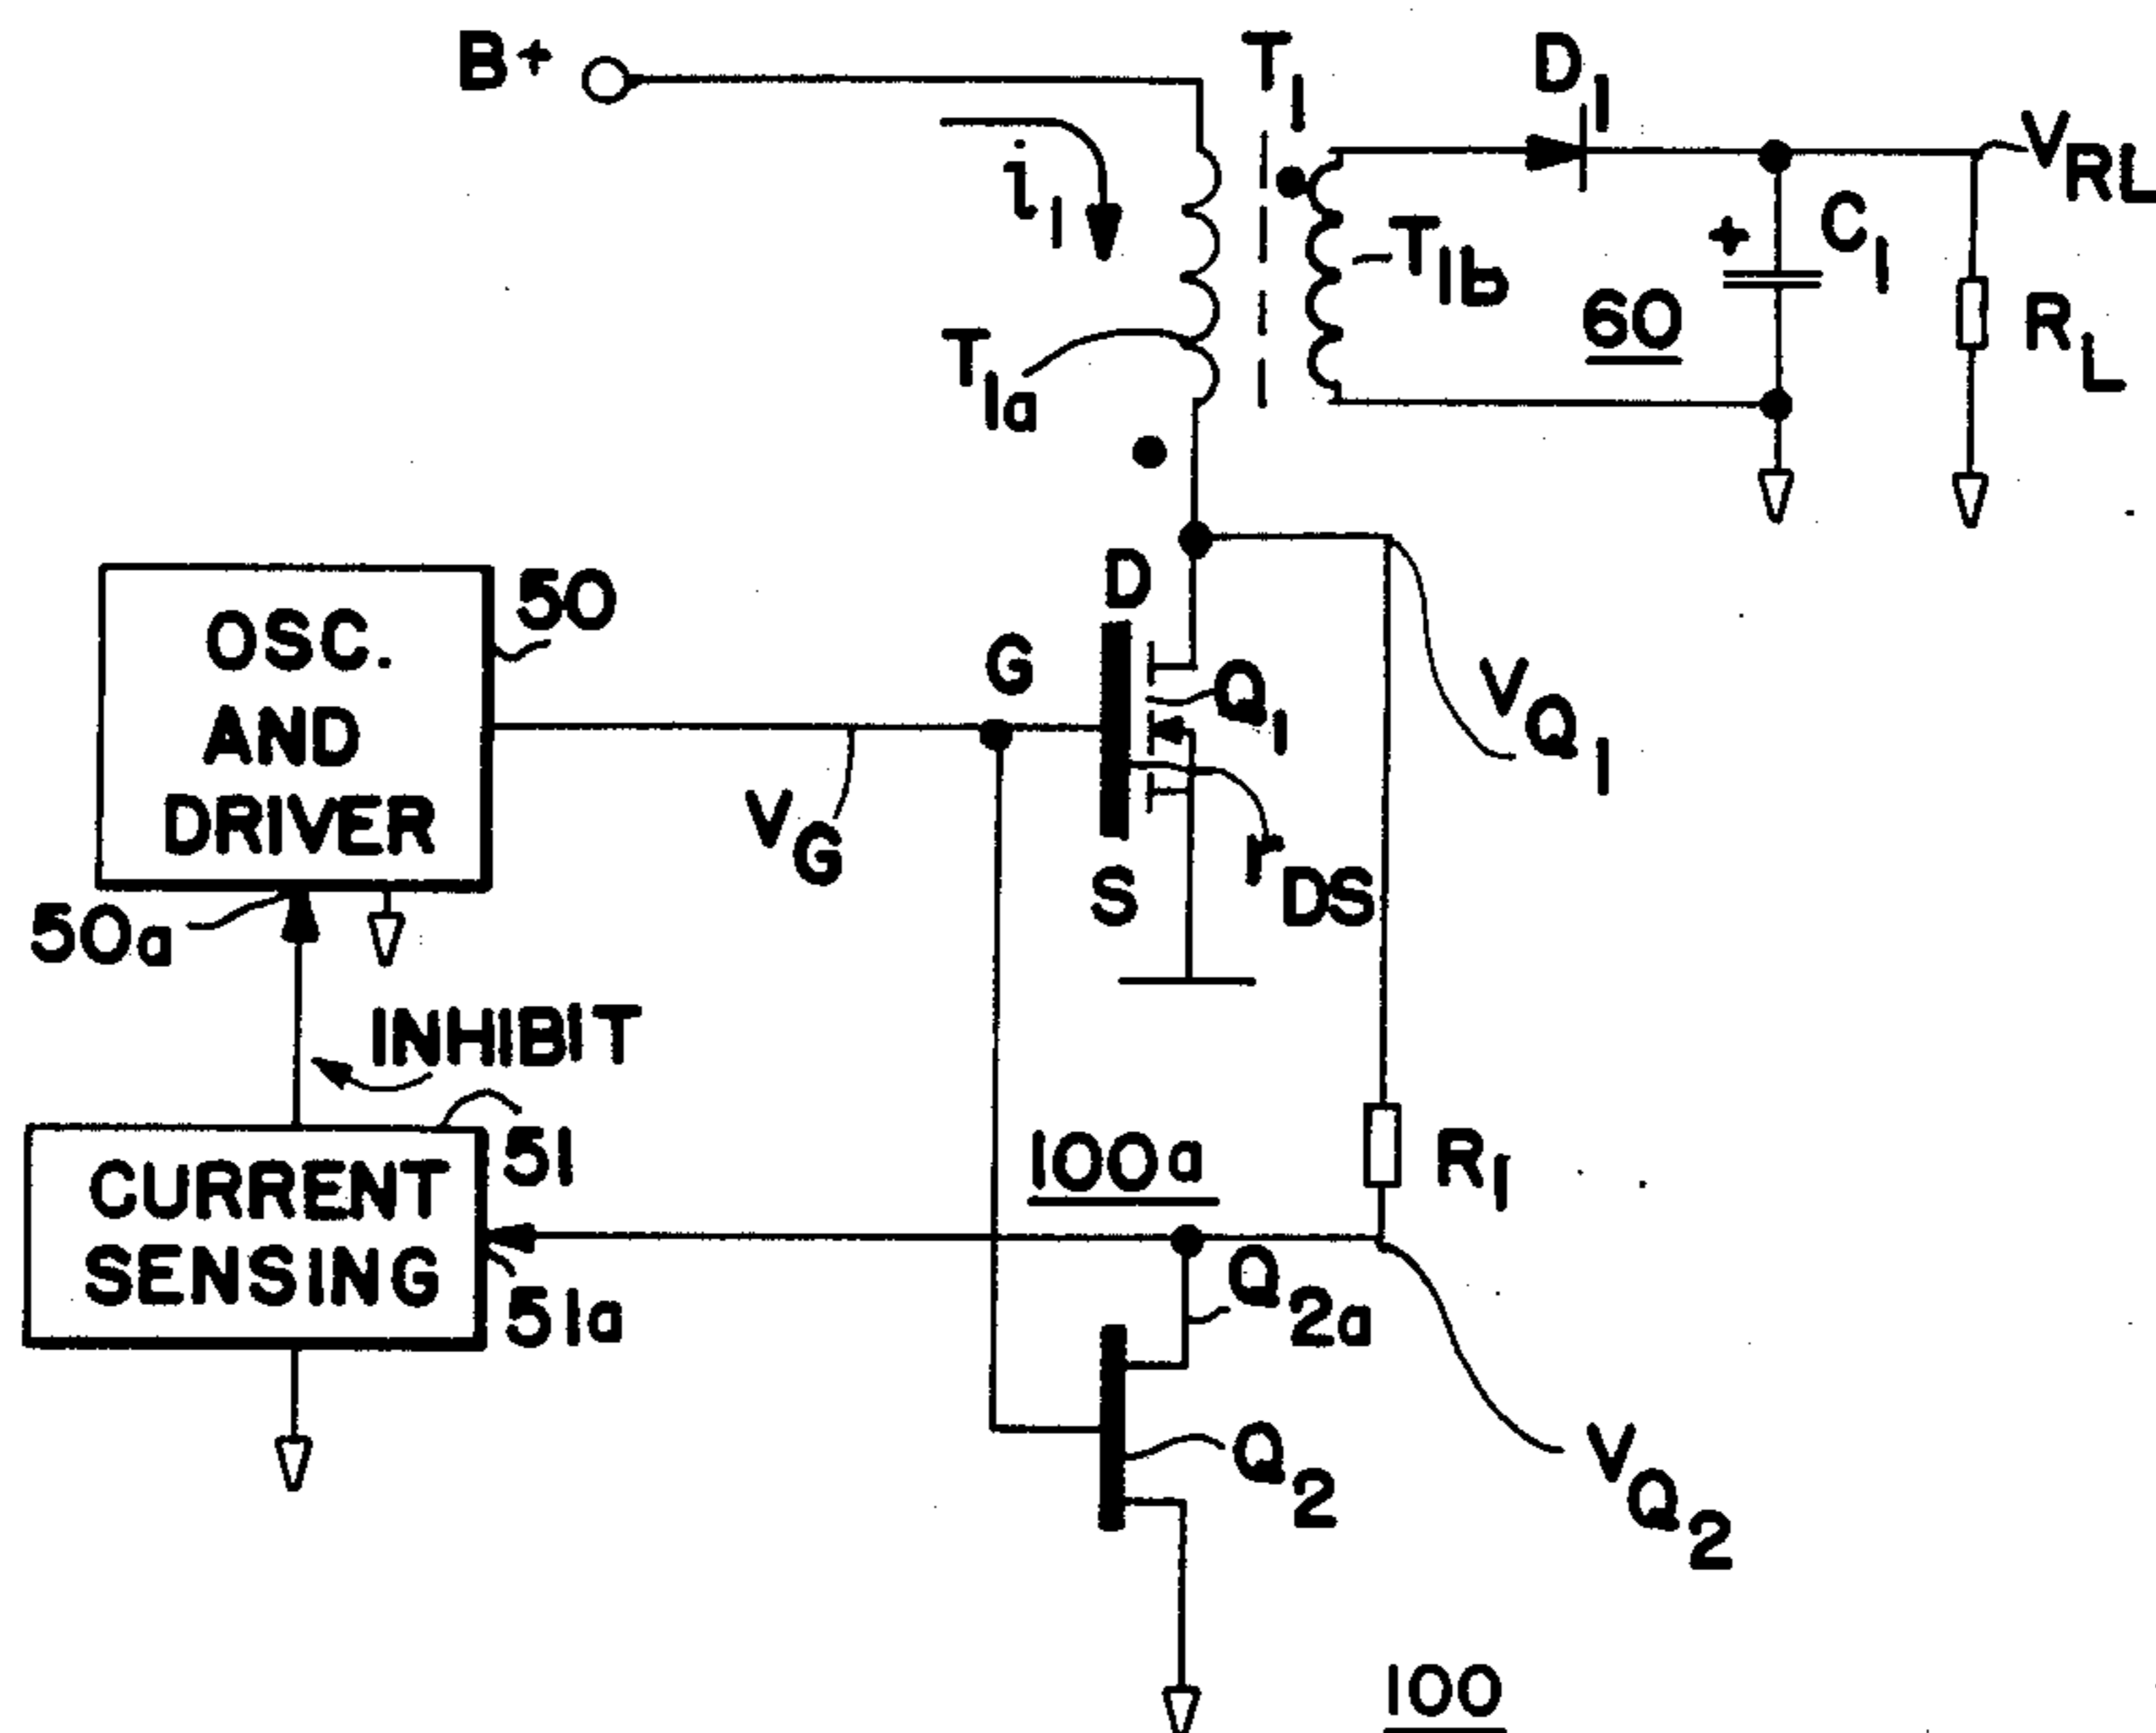 B+
T1
D1
VRL
i1
C1
+
T1b
60
RL
T1a
D
OSC.
AND
DRIVER
50
G
Q1
VQ1
VG
rDS
S
50a
INHIBIT
51
CURRENT
SENSING
100a
R1
51a
Q2a
Q2
VQ2
100